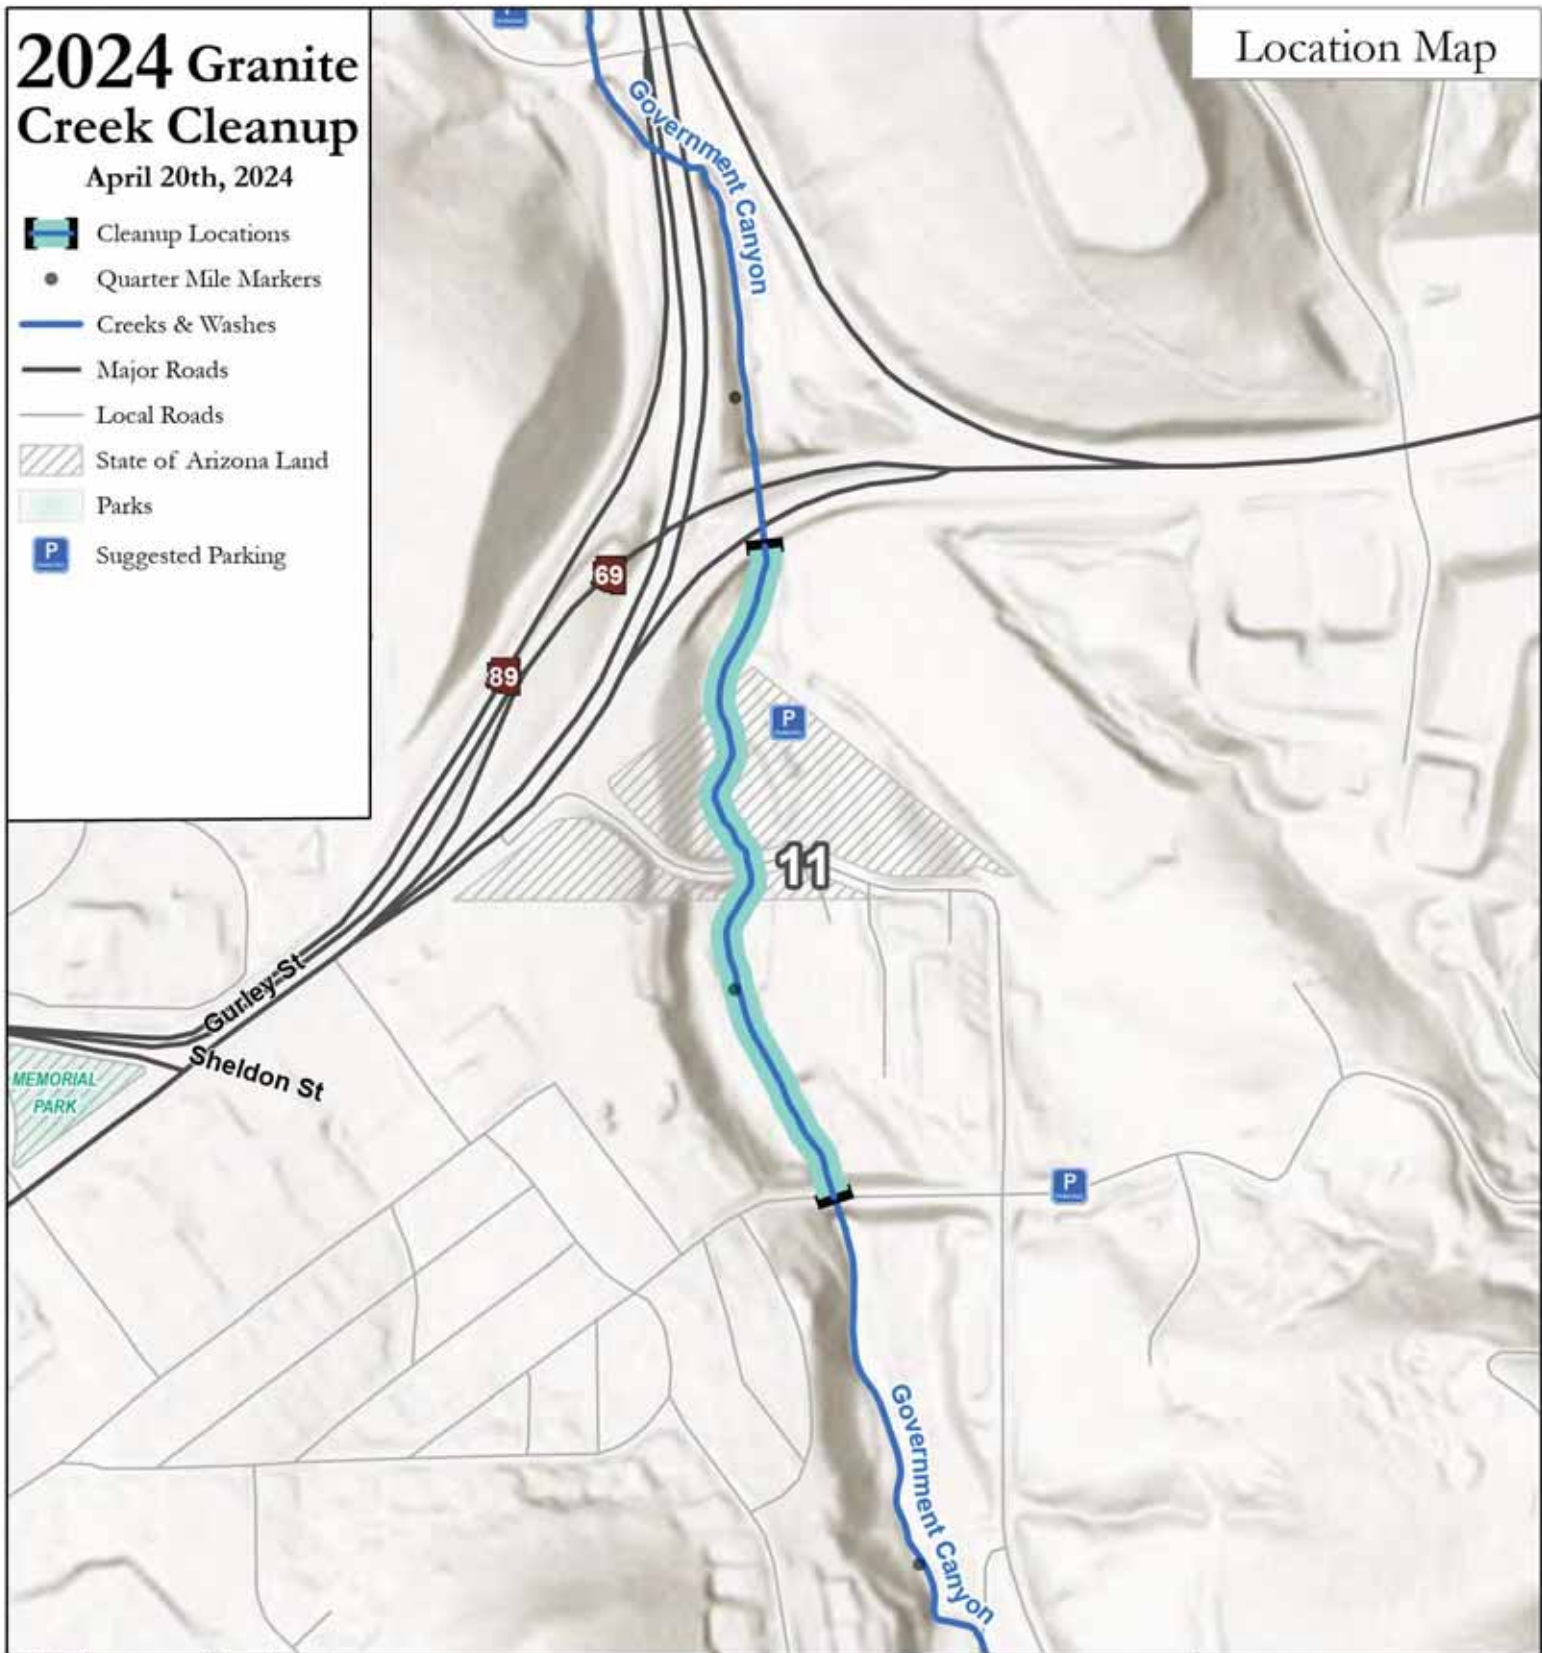 2024 Granite
Creek Cleanup
April 20th, 2024
Cleanup Locations
Quarter Mile Markers
Creeks & Washes
Major Roads
Local Roads
State of Arizona Land
Parks
P
Suggested Parking
Location Map
Government Canyon
69
89
P
11
Gurley St
Sheldon St
MEMORIAL
PARK
P
Government Canyon